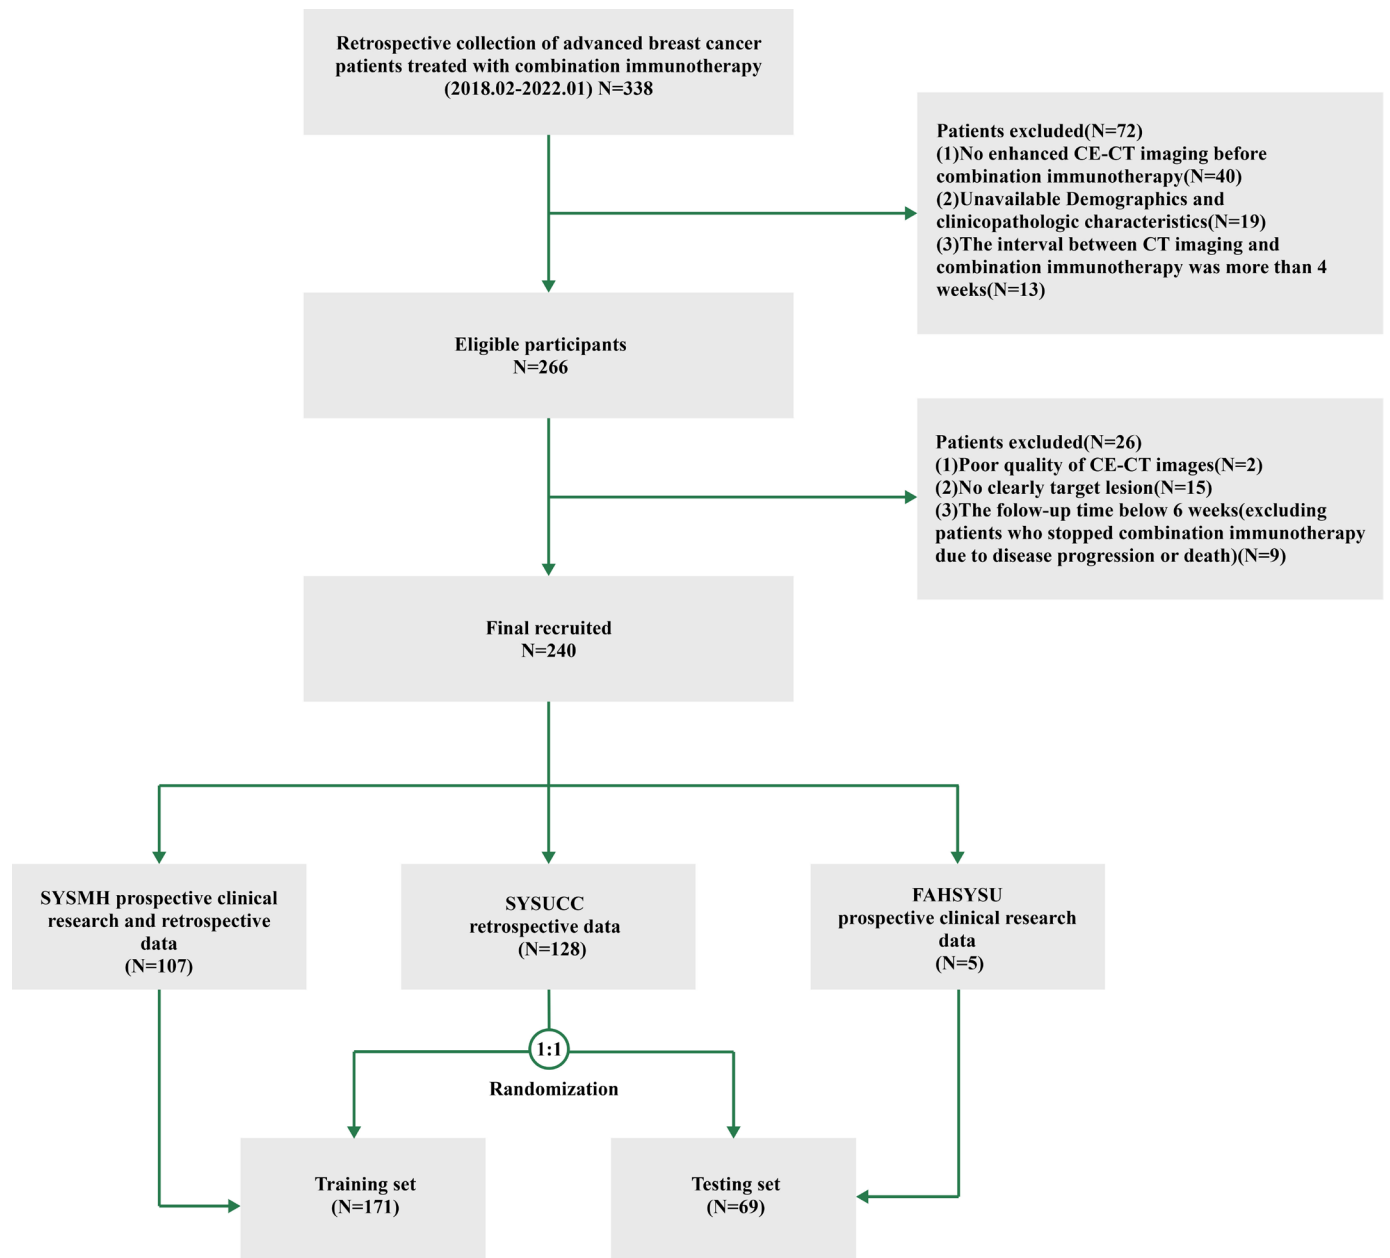 Retrospective collection of advanced breast cancer
patients treated with combination immunotherapy
(2018.02-2022.01) N=338
Patients excluded(N=72)
(1)No enhanced CE-CT imaging before
combination immunotherapy(N=40)
(2)Unavailable Demographics and
clinicopathologic characteristics(N=19)
(3)The interval between CT imaging and
combination immunotherapy was more than 4
weeks(N=13)
Eligible participants
N=266
Patients excluded(N=26)
(1)Poor quality of CE-CT images(N=2)
(2)No clearly target lesion(N=15)
(3)The folow-up time below 6 weeks(excluding
patients who stopped combination immunotherapy
due to disease progression or death)(N=9)
Final recruited
N=240
SYSMH prospective clinical
research and retrospective
data
(N=107)
SYSUCC
retrospective data
(N=128)
FAHSYSU
prospective clinical research
data
(N=5)
1:1
Randomization
Training set
(N=171)
Testing set
(N=69)